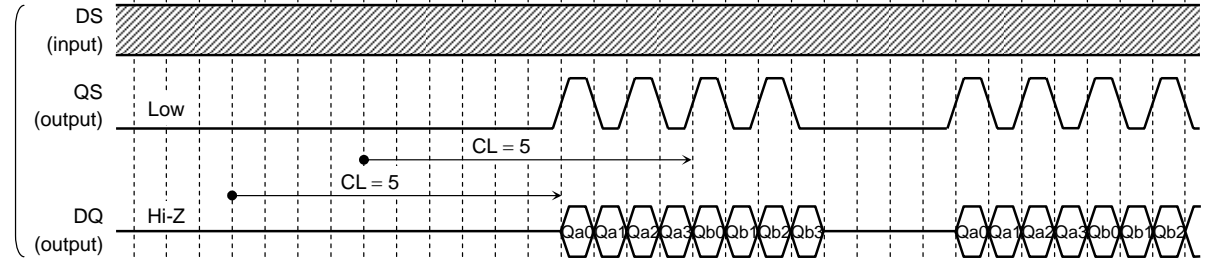 DS
(input)
QS
(output)
Low
CL = 5
CL = 5
DQ
(output)
Hi-Z
Qa0 Qa1 Qa2 Qa3 Qb0 Qb1 Qb2 Qb3 Qa0 Qa1 Qa2 Qa3 Qb0 Qb1 Qb2